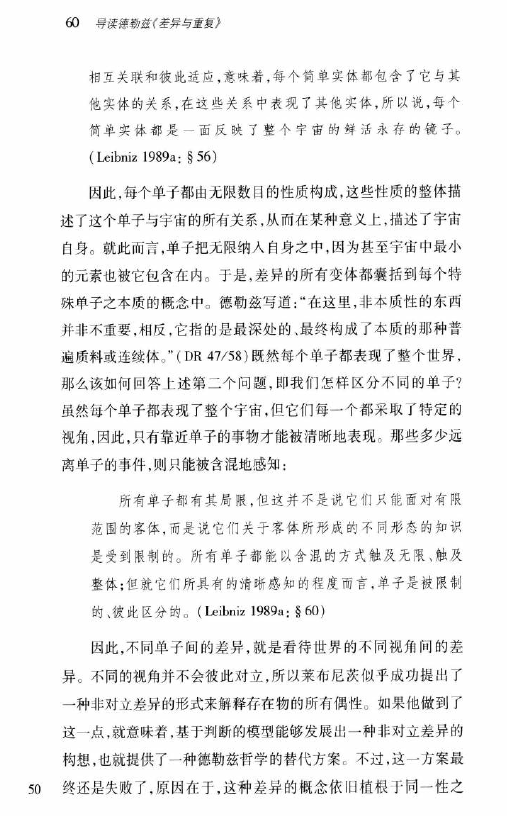 60 导读德勒兹《差异与重复》
相互关联和彼此适应,意味着,每个简单实体都包含了它与其
他实体的关系,在这些关系中表现了其他实体,所以说,每个
简单实体都是一面反映了整个宇宙的鲜活永存的镜子。
(Leibniz 1989a: §56)
因此,每个单子都由无限数目的性质构成,这些性质的整体描
述了这个单子与宇宙的所有关系,从而在某种意义上,描述了宇宙
自身。就此而言,单子把无限纳入自身之中,因为甚至宇宙中最小
的元素也被它包含在内。于是,差异的所有变体都囊括到每个特
殊单子之本质的概念中。德勒兹写道:“在这里,非本质性的东西
并非不重要,相反,它指的是最深处的、最终构成了本质的那种普
遍质料或连续体。”(DR 47/58)既然每个单子都表现了整个世界,
那么该如何回答上述第二个问题,即我们怎样区分不同的单子?
虽然每个单子都表现了整个宇宙,但它们每一个都采取了特定的
视角,因此,只有靠近单子的事物才能被清晰地表现。那些多少远
离单子的事件,则只能被含混地感知:
所有单子都有其局限,但这并不是说它们只能面对有限
范围的客体,而是说它们关于客体所形成的不同形态的知识
是受到限制的。所有单子都能以含混的方式触及无限、触及
整体;但就它们所具有的清晰感知的程度而言,单子是被限制
的、彼此区分的。(Leibniz 1989a: §60)
因此,不同单子间的差异,就是看待世界的不同视角间的差
异。不同的视角并不会彼此对立,所以莱布尼茨似乎成功提出了
一种非对立差异的形式来解释存在物的所有偶性。如果他做到了
这一点,就意味着,基于判断的模型能够发展出一种非对立差异的
构想,也就提供了一种德勒兹哲学的替代方案。不过,这一方案最
50 终还是失败了,原因在于,这种差异的概念依旧植根于同一性之